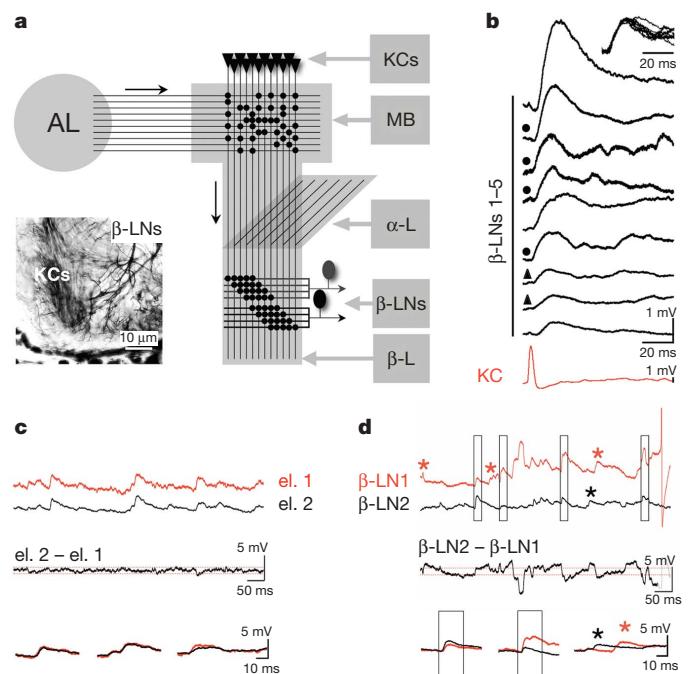 a
KCs
AL
MB
α-L
β-LNs
β-L
β-LNs
KCs
10 μm
b
20 ms
β-LNs 1–5
1 mV
20 ms
KC
1 mV
c
el. 1
el. 2
el. 2 – el. 1
5 mV
50 ms
5 mV
10 ms
d
β-LN1
β-LN2
β-LN2 – β-LN1
5 mV
50 ms
5 mV
10 ms